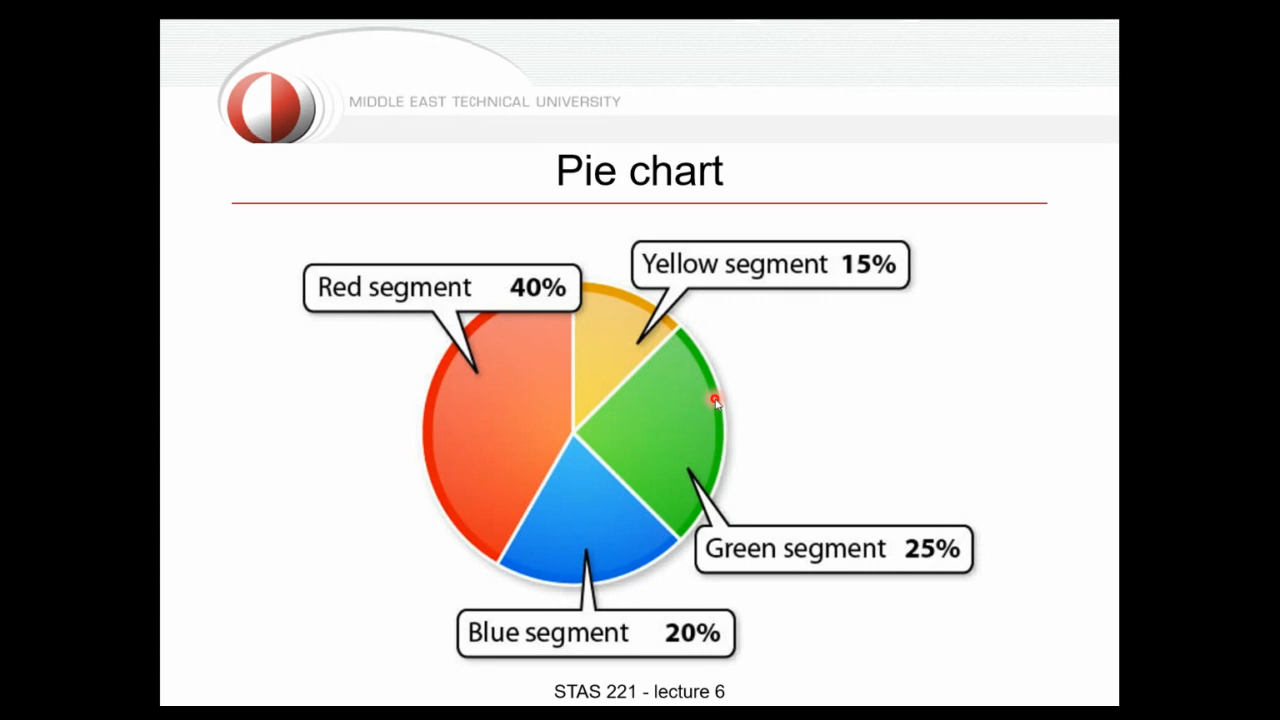 MIDDLE EAST TECHNICAL UNIVERSITY
Pie chart
Yellow segment 15%
Red segment 40%
Green segment 25%
Blue segment 20%
STAS 221 - lecture 6